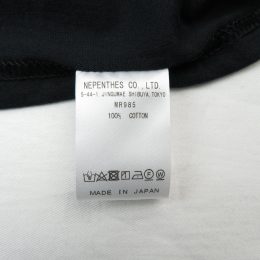 NEPENTHES CO., LTD.
5-44-1 JINGUMAE SHIBUYA, TOKYO
MR985
100% COTTON
MADE IN JAPAN